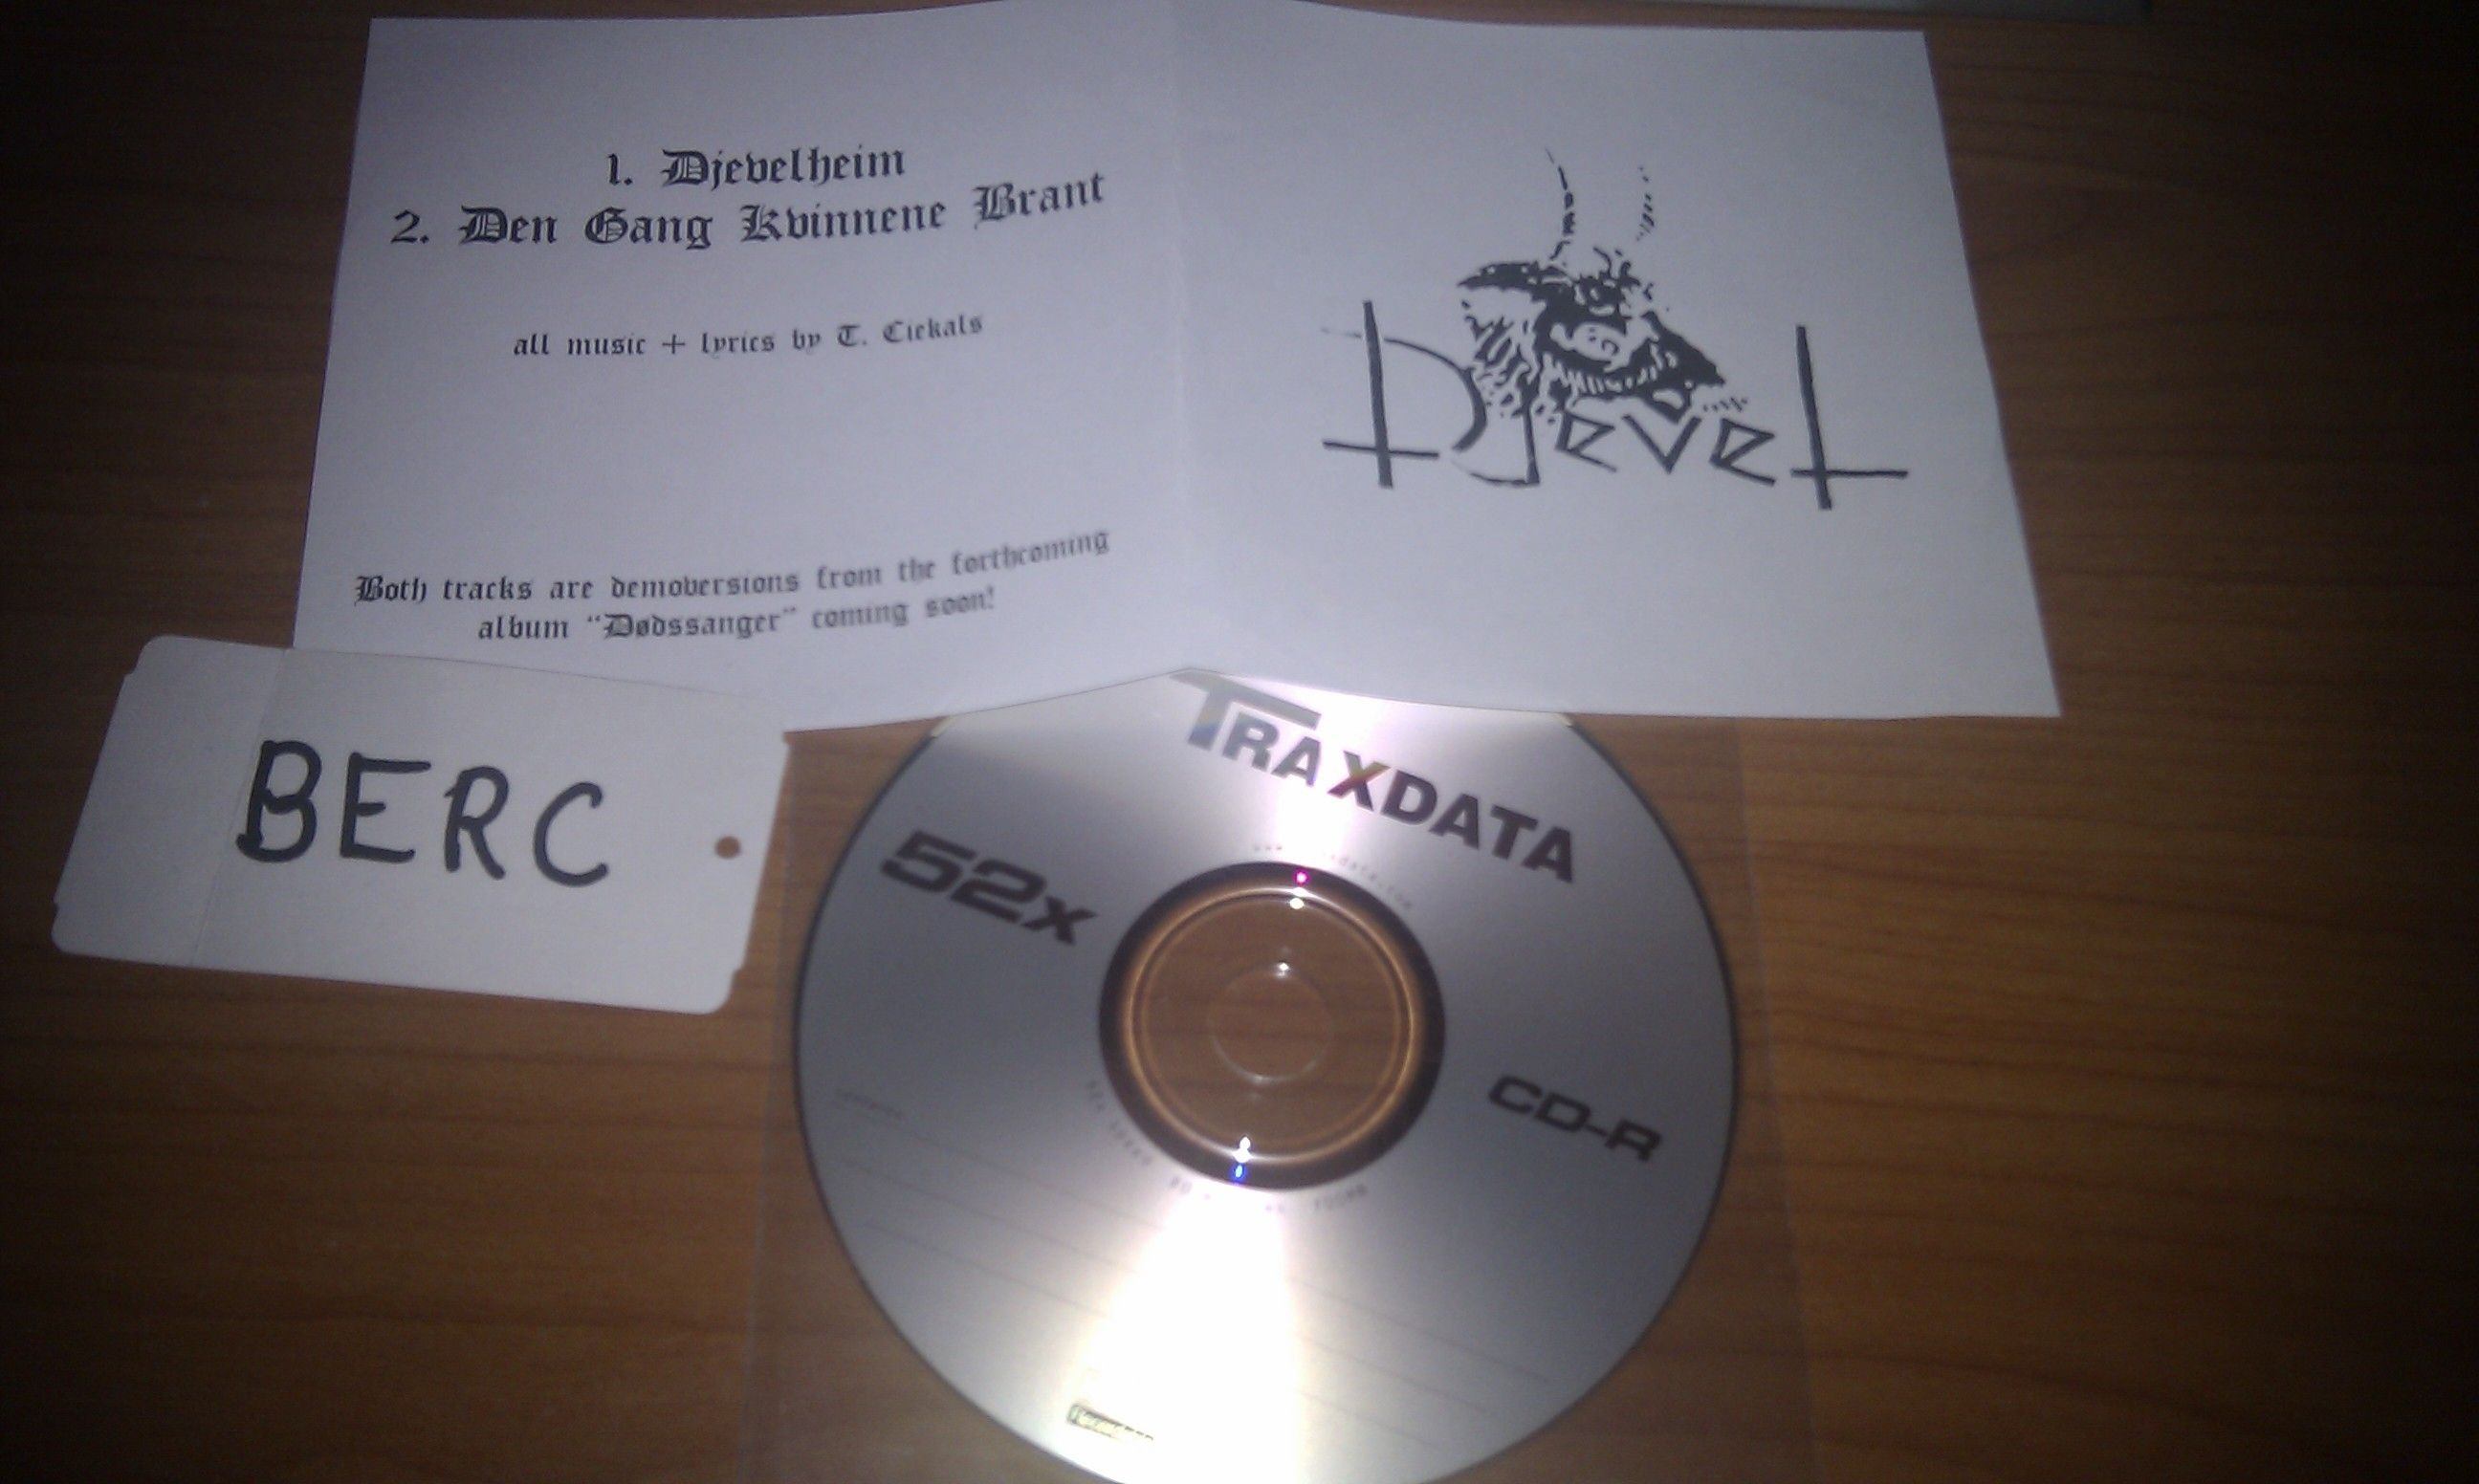 1. Djevelheim
2. Den Gang Kvinnene Brant
all music + lyrics by T. Ciekals
Both tracks are demoversions from the forthcoming
album "Dødssanger" coming soon!
Djevel
BERC
TRAXDATA
52x
CD-R